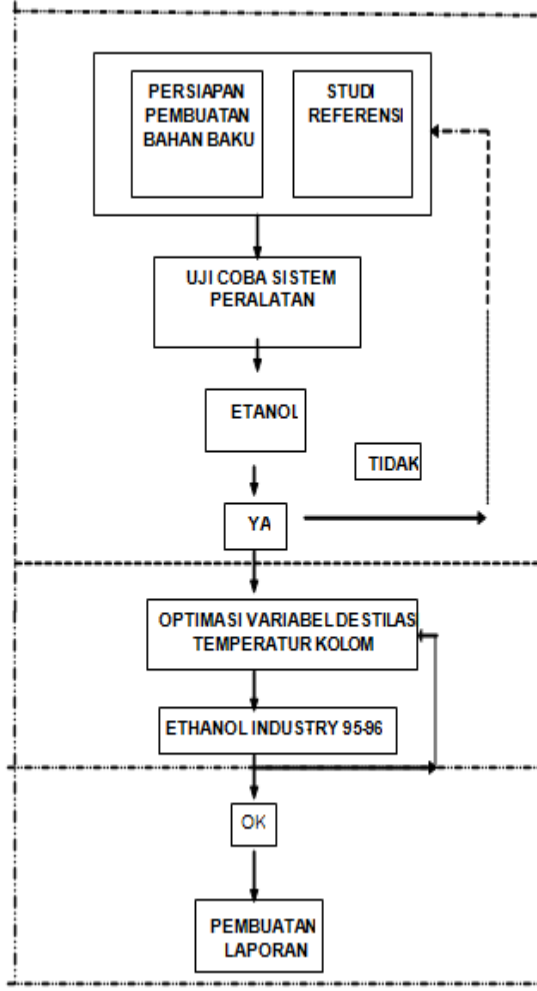 PERSIAPAN
PEMBUATAN
BAHAN BAKU
STUDI
REFERENSI
UJI COBA SISTEM
PERALATAN
ETANOL
TIDAK
YA
OPTIMASI VARIABEL DESTILAS
TEMPERATUR KOLOM
ETHANOL INDUSTRY 95-96
OK
PEMBUATAN
LAPORAN